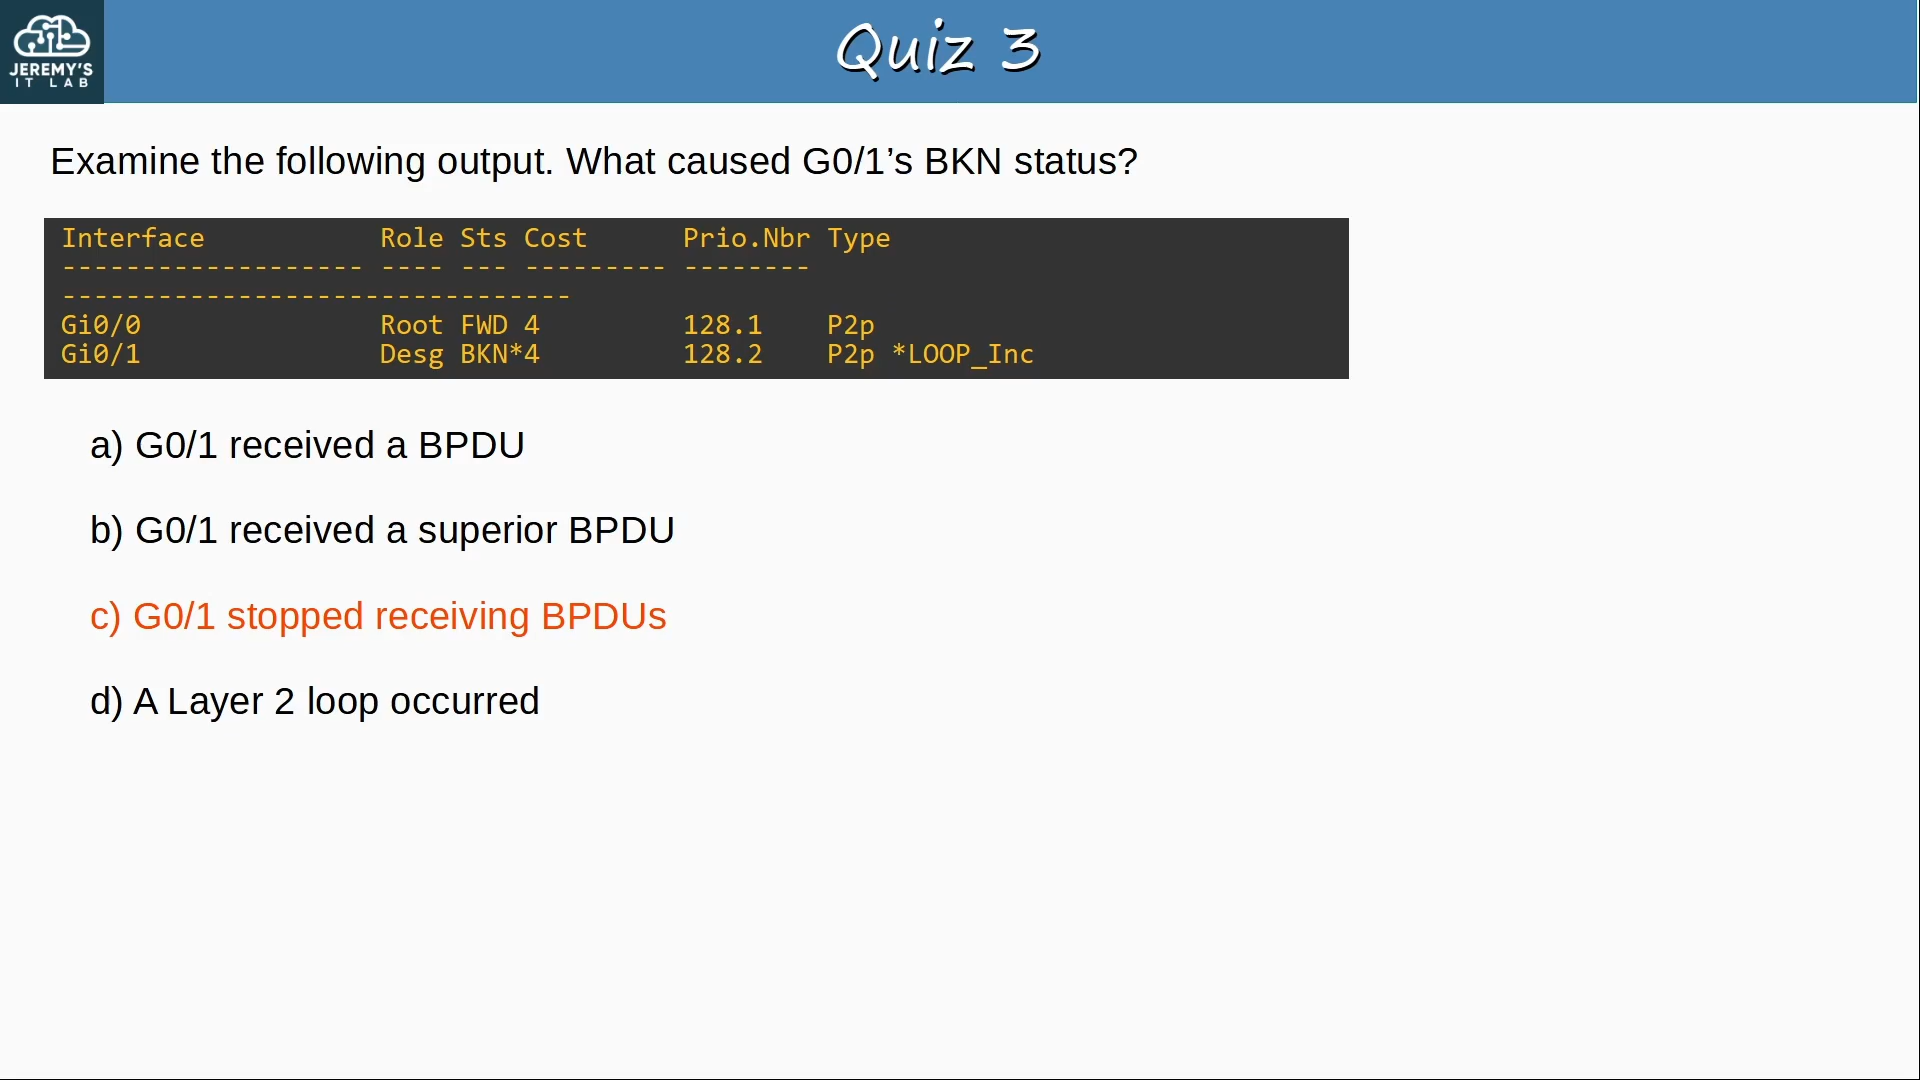 JEREMY'S
IT LAB
Quiz 3
Examine the following output. What caused G0/1’s BKN status?
Interface           Role Sts Cost      Prio.Nbr Type
------------------- ---- --- --------- --------
--------------------------------
Gi0/0               Root FWD 4         128.1    P2p
Gi0/1               Desg BKN*4         128.2    P2p *LOOP_Inc
a) G0/1 received a BPDU
b) G0/1 received a superior BPDU
c) G0/1 stopped receiving BPDUs
d) A Layer 2 loop occurred